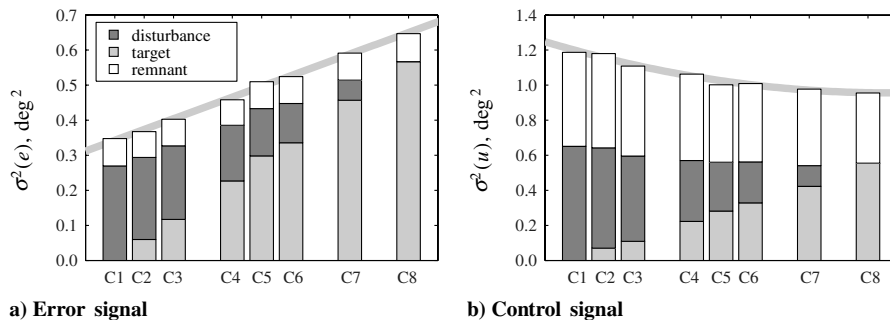 0.7
0.6
0.5
0.4
0.3
0.2
0.1
0.0
σ²(e), deg²
disturbance
target
remnant
C1 C2 C3 C4 C5 C6 C7 C8
a) Error signal
1.4
1.2
1.0
0.8
0.6
0.4
0.2
0.0
σ²(u), deg²
C1 C2 C3 C4 C5 C6 C7 C8
b) Control signal